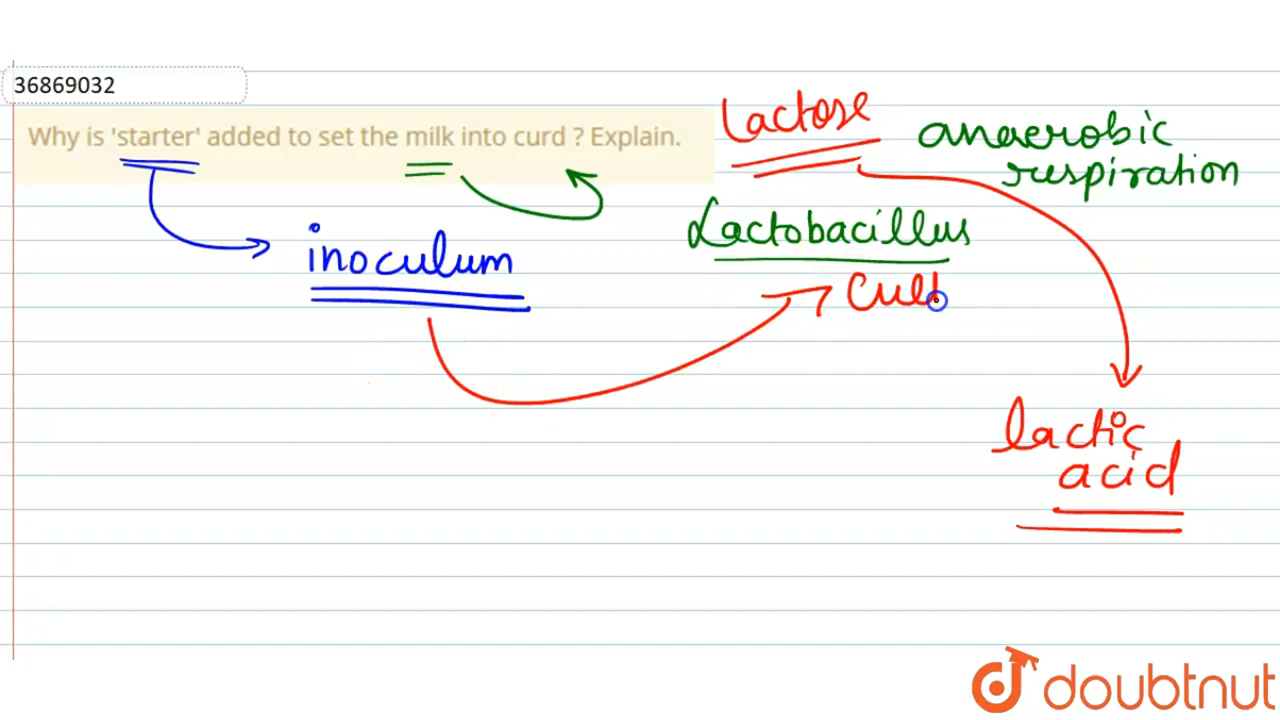 36869032
Why is 'starter' added to set the milk into curd ? Explain.
Lactose
anaerobic
respiration
Lactobacillus
inoculum
lactic
acid
doubtnut